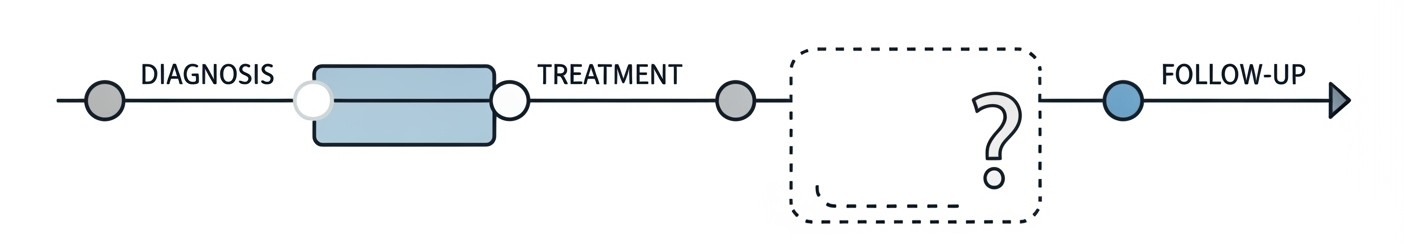 DIAGNOSIS
TREATMENT
?
FOLLOW-UP